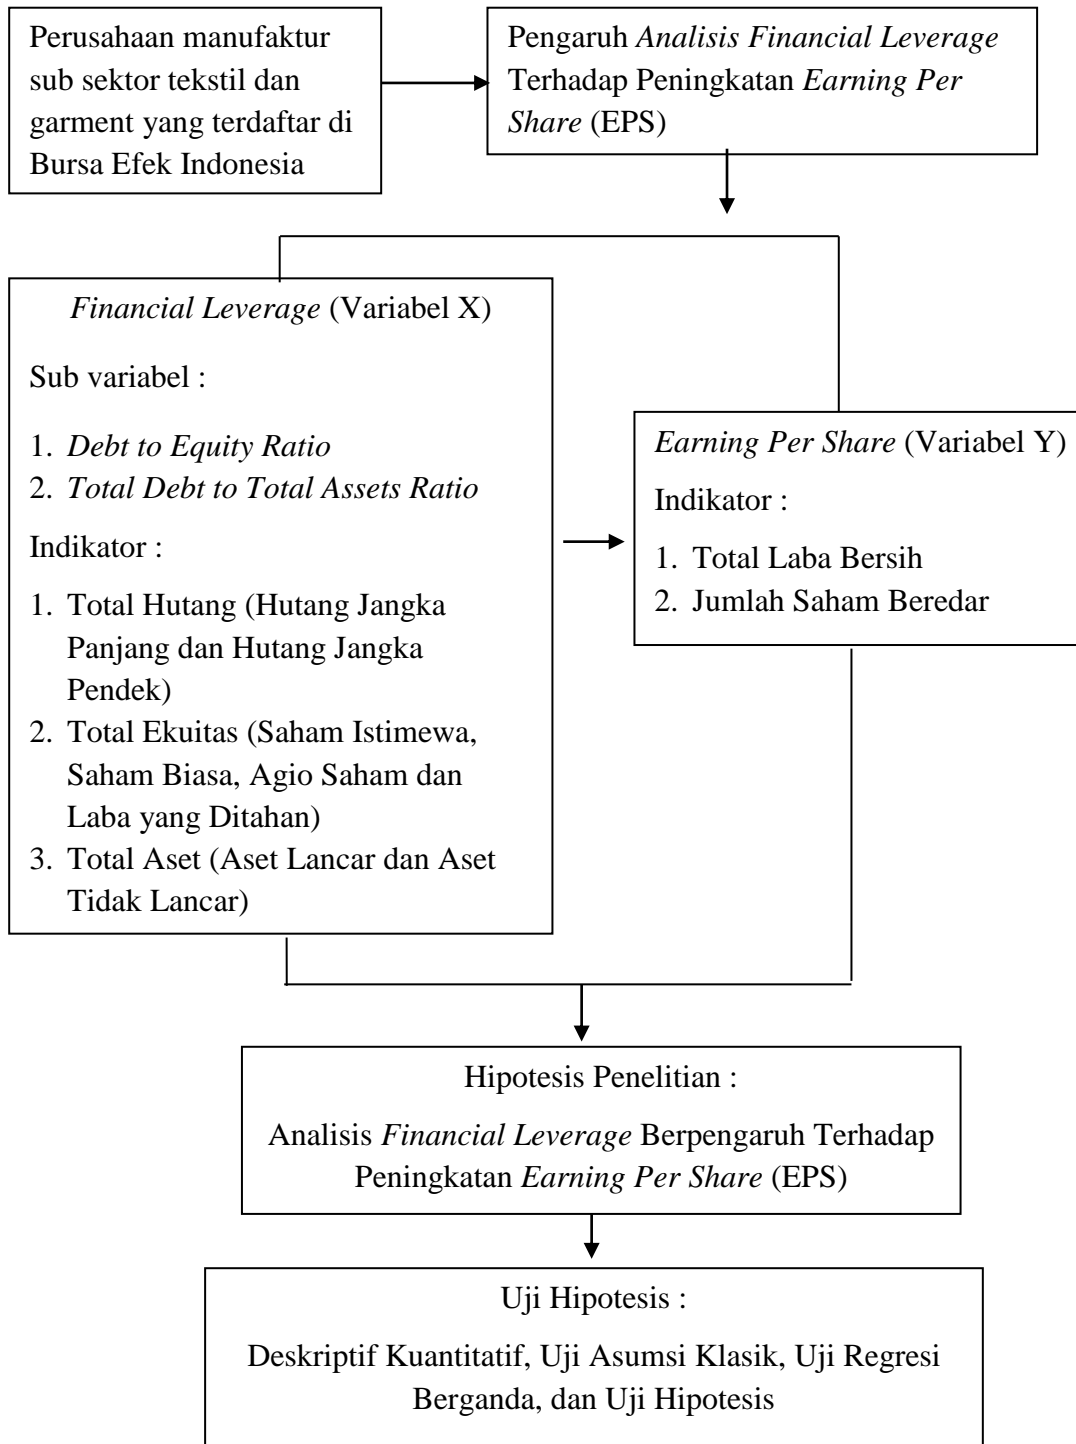 Perusahaan manufaktur
sub sektor tekstil dan
garment yang terdaftar di
Bursa Efek Indonesia
Pengaruh Analisis Financial Leverage
Terhadap Peningkatan Earning Per
Share (EPS)
Financial Leverage (Variabel X)
Sub variabel :
1. Debt to Equity Ratio
2. Total Debt to Total Assets Ratio
Indikator :
1. Total Hutang (Hutang Jangka
Panjang dan Hutang Jangka
Pendek)
2. Total Ekuitas (Saham Istimewa,
Saham Biasa, Agio Saham dan
Laba yang Ditahan)
3. Total Aset (Aset Lancar dan Aset
Tidak Lancar)
Earning Per Share (Variabel Y)
Indikator :
1. Total Laba Bersih
2. Jumlah Saham Beredar
Hipotesis Penelitian :
Analisis Financial Leverage Berpengaruh Terhadap
Peningkatan Earning Per Share (EPS)
Uji Hipotesis :
Deskriptif Kuantitatif, Uji Asumsi Klasik, Uji Regresi
Berganda, dan Uji Hipotesis